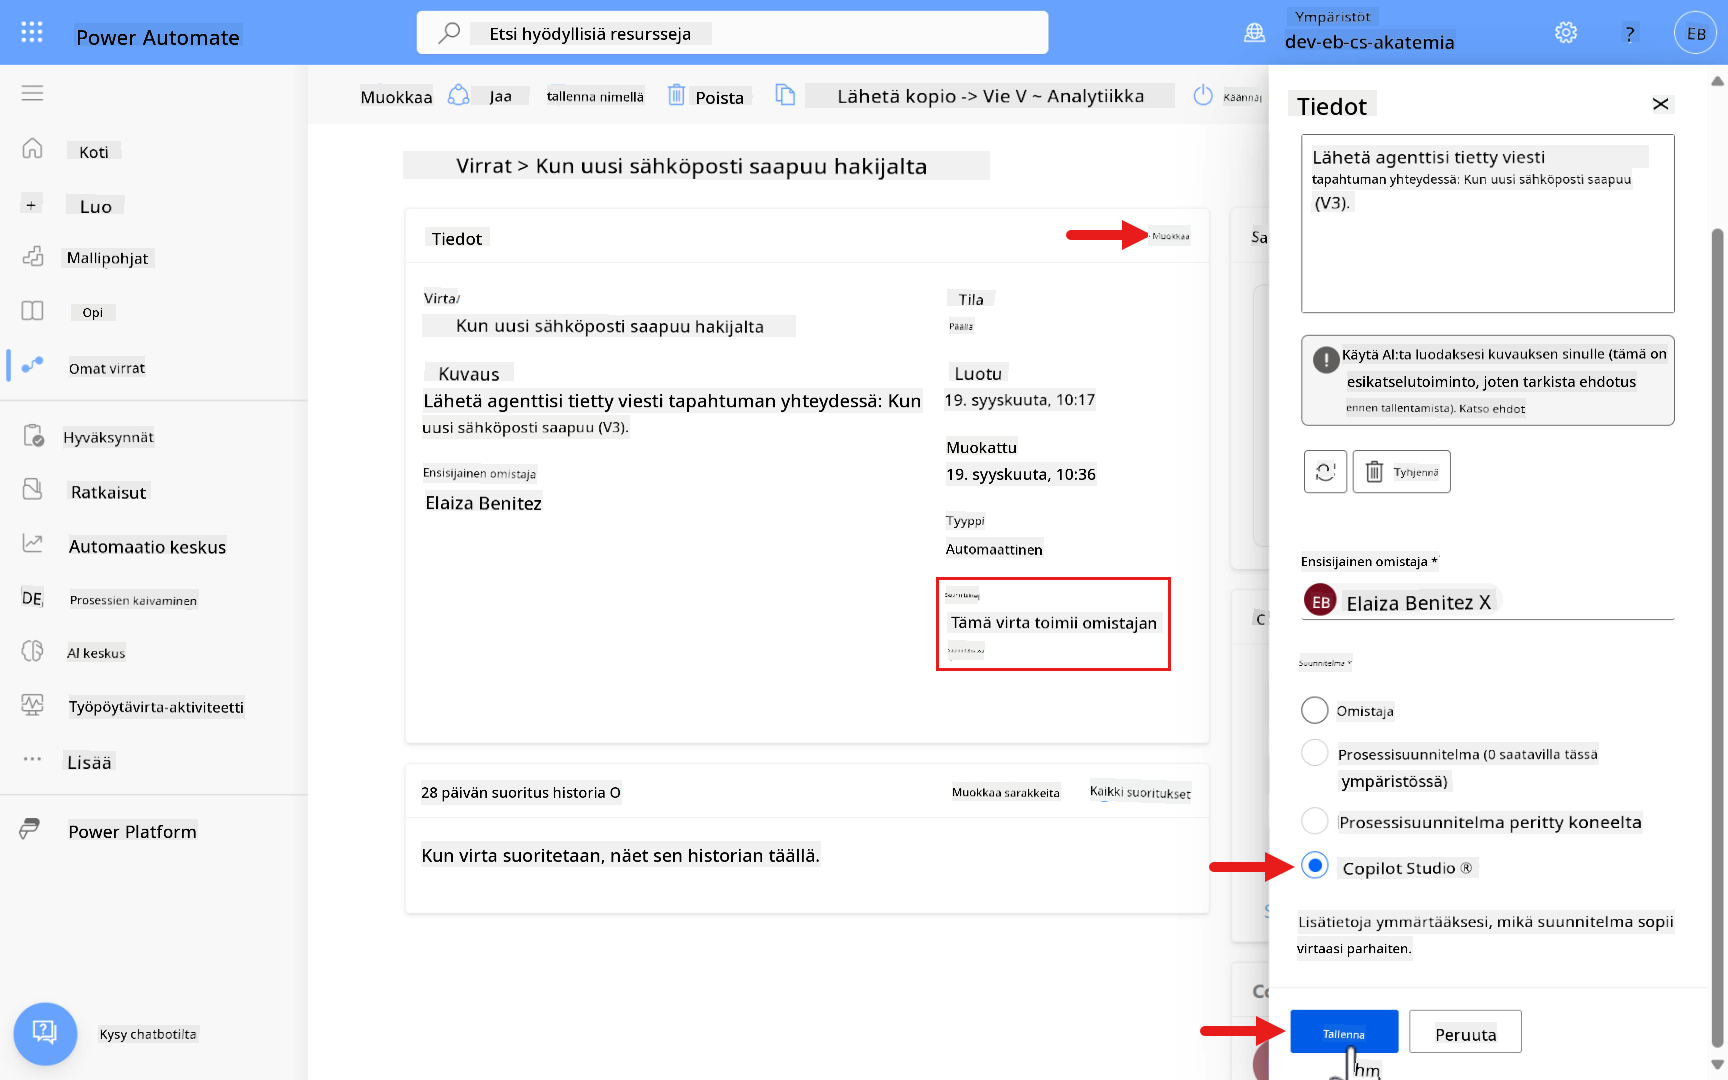 Power Automate
Etsi hyödyllisiä resursseja
Ympäristöt
dev-eb-cs-akatemia
?
EB
Muokkaa
Jaa
tallenna nimellä
Poista
Lähetä kopio -> Vie V ~ Analytiikka
Koti
+ Luo
Mallipohjat
Opi
Omat virrat
Hyväksynnät
Ratkaisut
Automaatio keskus
DE Prosessien kaivaminen
AI keskus
Työpöytävirta-aktiviteetti
Lisää
Power Platform
Kysy chatbotilta
Virrat > Kun uusi sähköposti saapuu hakijalta
Tiedot
Muokkaa
Virta
Kun uusi sähköposti saapuu hakijalta
Kuvaus
Lähetä agenttisi tietty viesti tapahtuman yhteydessä: Kun
uusi sähköposti saapuu (V3).
Ensisijainen omistaja
Elaiza Benitez
Tila
Päällä
Luotu
19. syyskuuta, 10:17
Muokattu
19. syyskuuta, 10:36
Tyyppi
Automaattinen
Tämä virta toimii omistajan
28 päivän suoritus historia O
Muokkaa sarakkeita
Kaikki suoritukset
Kun virta suoritetaan, näet sen historian täällä.
Sa
C
Co
Tiedot
Lähetä agenttisi tietty viesti
tapahtuman yhteydessä: Kun uusi sähköposti saapuu
(V3).
Käytä AI:ta luodaksesi kuvauksen sinulle (tämä on
esikatselutoiminto, joten tarkista ehdotus
ennen tallentamista). Katso ehdot
Tyhjennä
Ensisijainen omistaja *
EB Elaiza Benitez X
Suunnitelma *
Omistaja
Prosessisuunnitelma (0 saatavilla tässä
ympäristössä)
Prosessisuunnitelma peritty koneelta
Copilot Studio ®
Lisätietoja ymmärtääksesi, mikä suunnitelma sopii
virtaasi parhaiten.
Tallenna
Peruuta